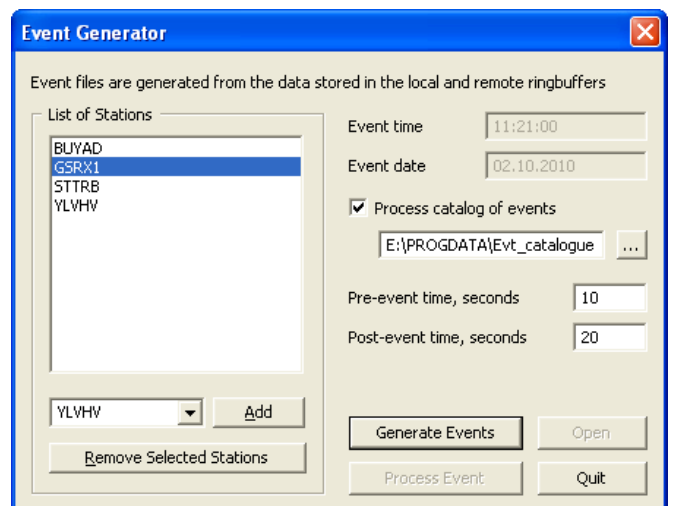 Event Generator
Event files are generated from the data stored in the local and remote ringbuffers
List of Stations
BUYAD
GSRX1
STTRB
YLVHV
YLVHV
Add
Remove Selected Stations
Event time
11:21:00
Event date
02.10.2010
Process catalog of events
E:\PROGDATA\Evt_catalogue
...
Pre-event time, seconds
10
Post-event time, seconds
20
Generate Events
Open
Process Event
Quit